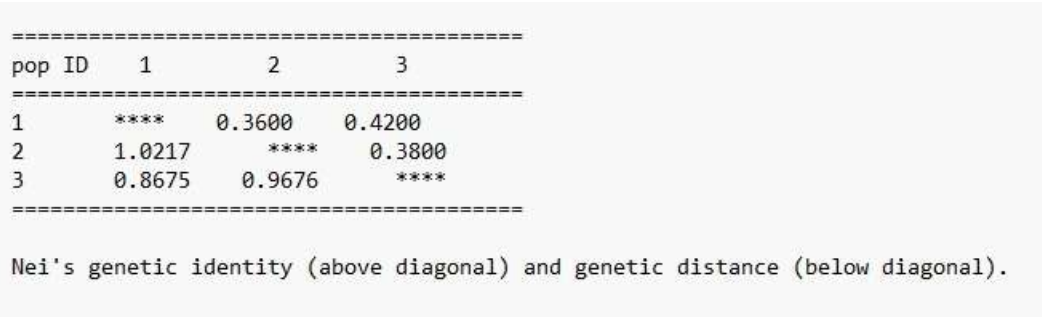 ========================================
pop ID    1         2         3
========================================
1       ****    0.3600    0.4200
2       1.0217      ****    0.3800
3       0.8675    0.9676      ****
========================================
Nei's genetic identity (above diagonal) and genetic distance (below diagonal).